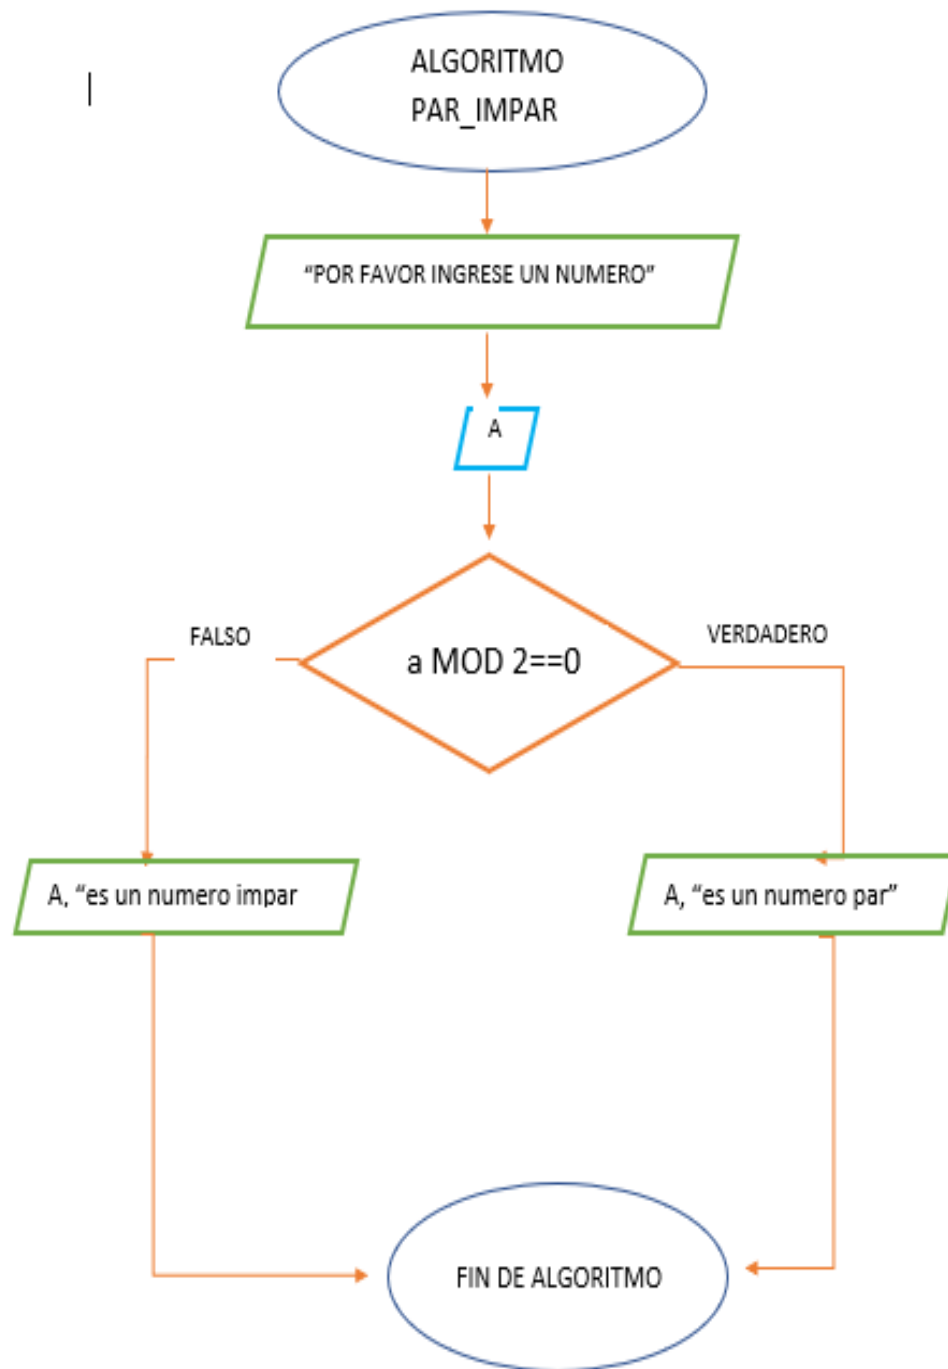 ALGORITMO
PAR_IMPAR
“POR FAVOR INGRESE UN NUMERO”
A
FALSO
VERDADERO
a MOD 2==0
A, “es un numero impar
A, “es un numero par”
FIN DE ALGORITMO